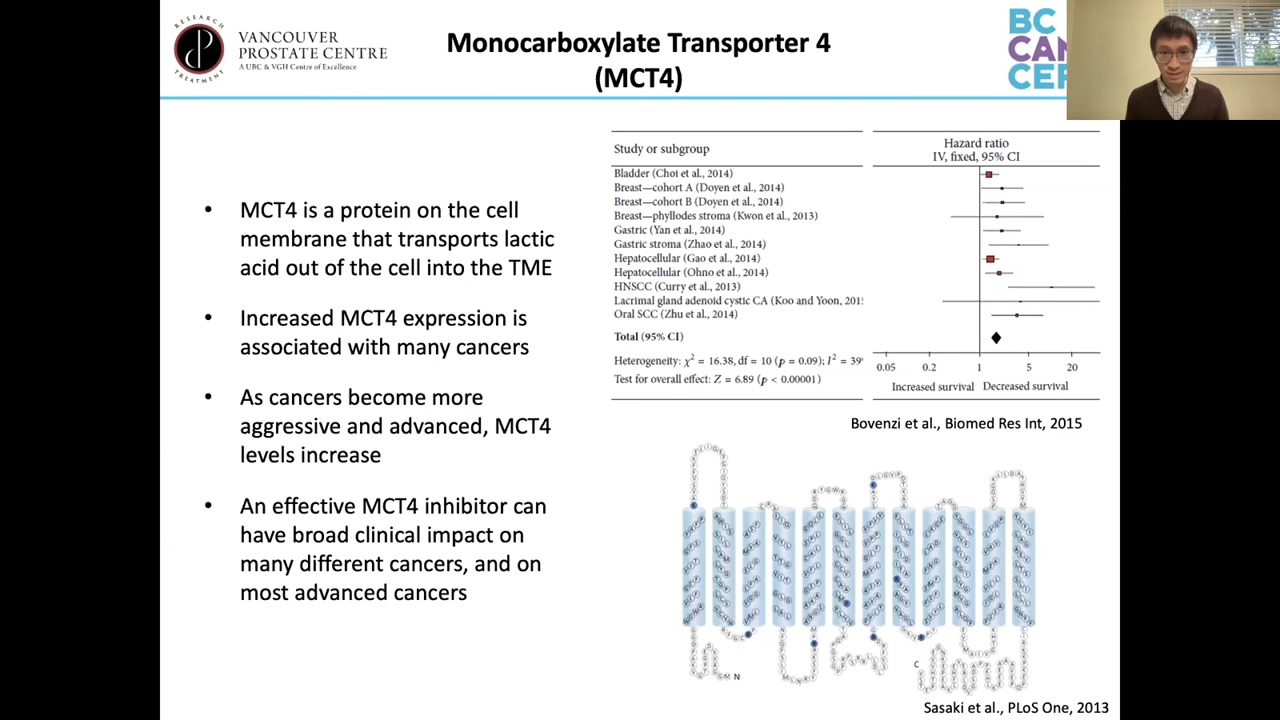 RESEARCH
TREATMENT
VANCOUVER
PROSTATE CENTRE
A UBC & VGH Centre of Excellence
Monocarboxylate Transporter 4
(MCT4)
BC
CAN
CER
• MCT4 is a protein on the cell
membrane that transports lactic
acid out of the cell into the TME
• Increased MCT4 expression is
associated with many cancers
• As cancers become more
aggressive and advanced, MCT4
levels increase
• An effective MCT4 inhibitor can
have broad clinical impact on
many different cancers, and on
most advanced cancers
Study or subgroup
Hazard ratio
IV, fixed, 95% CI
Bladder (Choi et al., 2014)
Breast—cohort A (Doyen et al., 2014)
Breast—cohort B (Doyen et al., 2014)
Breast—phyllodes stroma (Kwon et al., 2013)
Gastric (Yan et al., 2014)
Gastric stroma (Zhao et al., 2014)
Hepatocellular (Gao et al., 2014)
Hepatocellular (Ohno et al., 2014)
HNSCC (Curry et al., 2013)
Lacrimal gland adenoid cystic CA (Koo and Yoon, 201
Oral SCC (Zhu et al., 2014)
Total (95% CI)
Heterogeneity: χ² = 16.38, df = 10 (p = 0.09); I² = 39
Test for overall effect: Z = 6.89 (p < 0.00001)
0.05 0.2 1 5 20
Increased survival Decreased survival
Bovenzi et al., Biomed Res Int, 2015
N
C
Sasaki et al., PLoS One, 2013